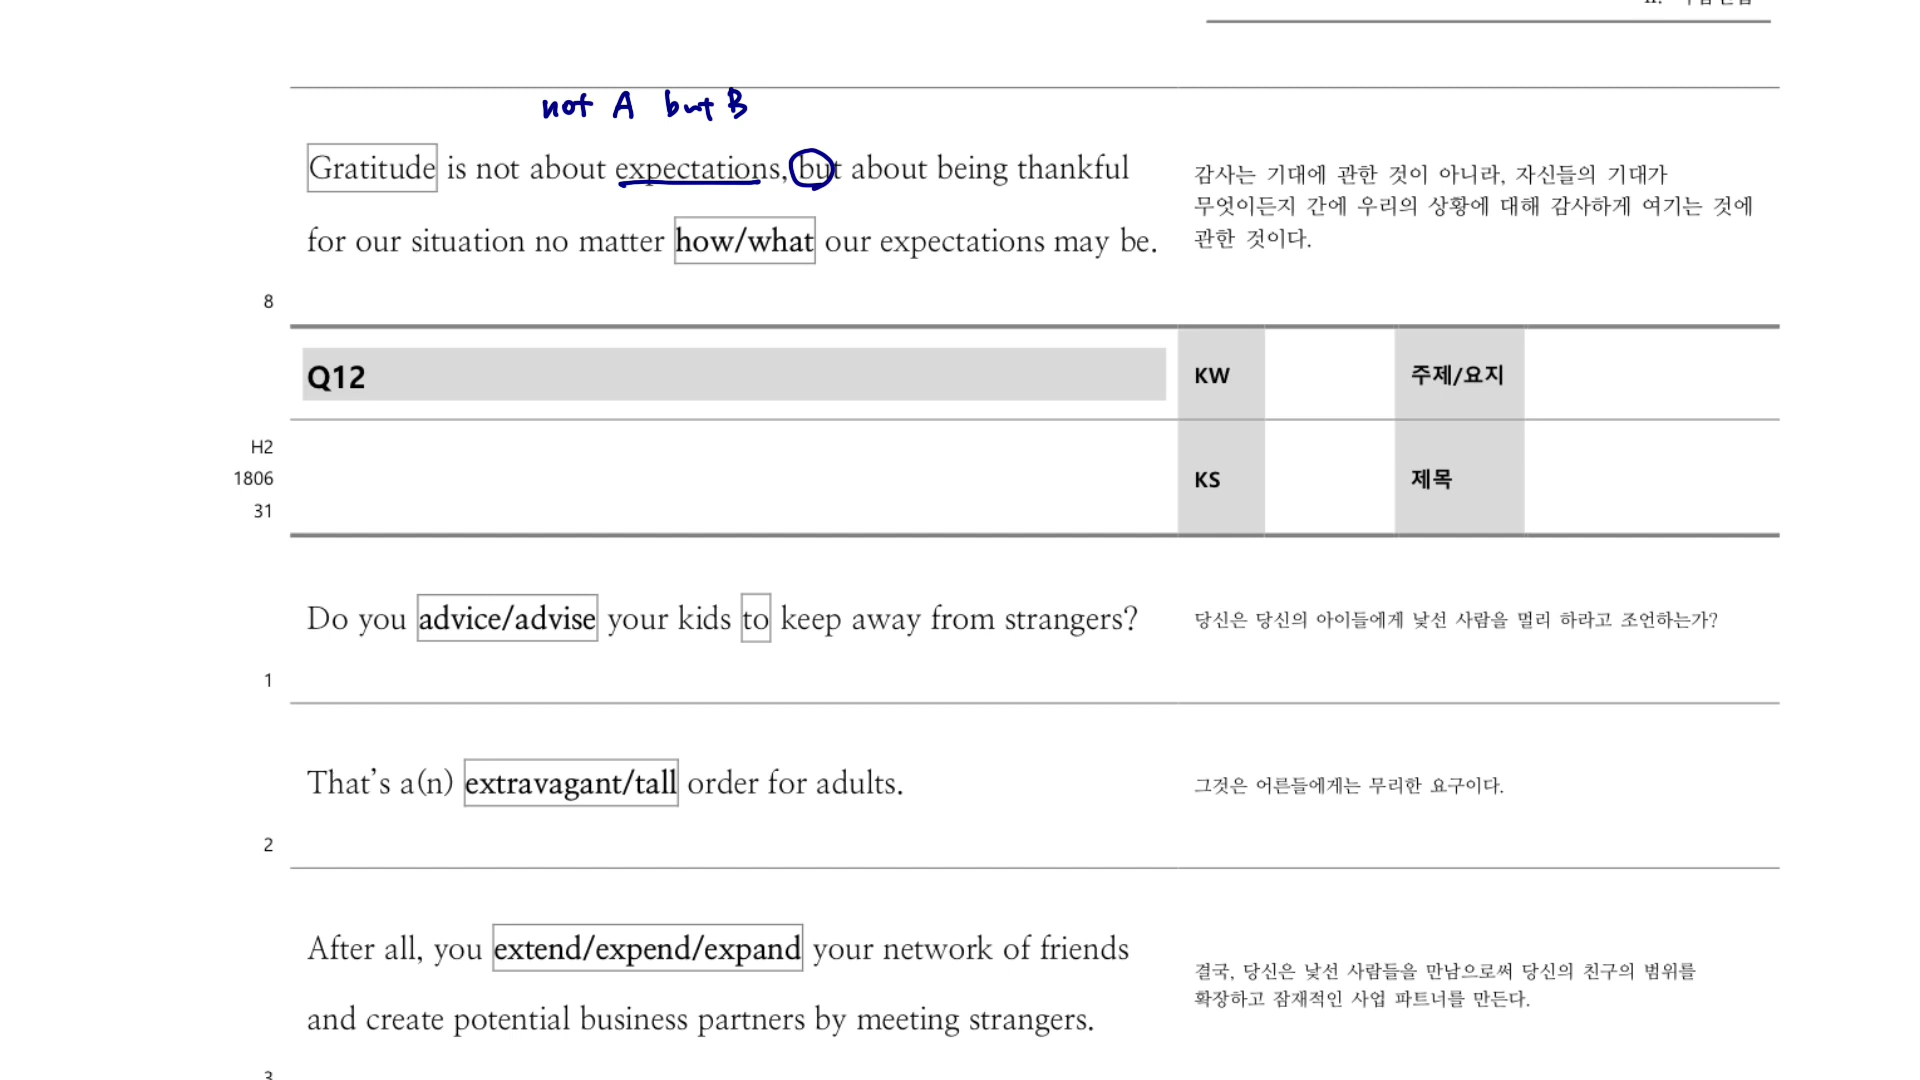 not A but B
Gratitude is not about expectations, but about being thankful
for our situation no matter how/what our expectations may be.
감사는 기대에 관한 것이 아니라, 자신들의 기대가
무엇이든지 간에 우리의 상황에 대해 감사하게 여기는 것에
관한 것이다.
8
Q12
KW
주제/요지
H2
1806
31
KS
제목
Do you advice/advise your kids to keep away from strangers?
당신은 당신의 아이들에게 낯선 사람을 멀리 하라고 조언하는가?
1
That's a(n) extravagant/tall order for adults.
그것은 어른들에게는 무리한 요구이다.
2
After all, you extend/expend/expand your network of friends
and create potential business partners by meeting strangers.
결국, 당신은 낯선 사람들을 만남으로써 당신의 친구의 범위를
확장하고 잠재적인 사업 파트너를 만든다.
3